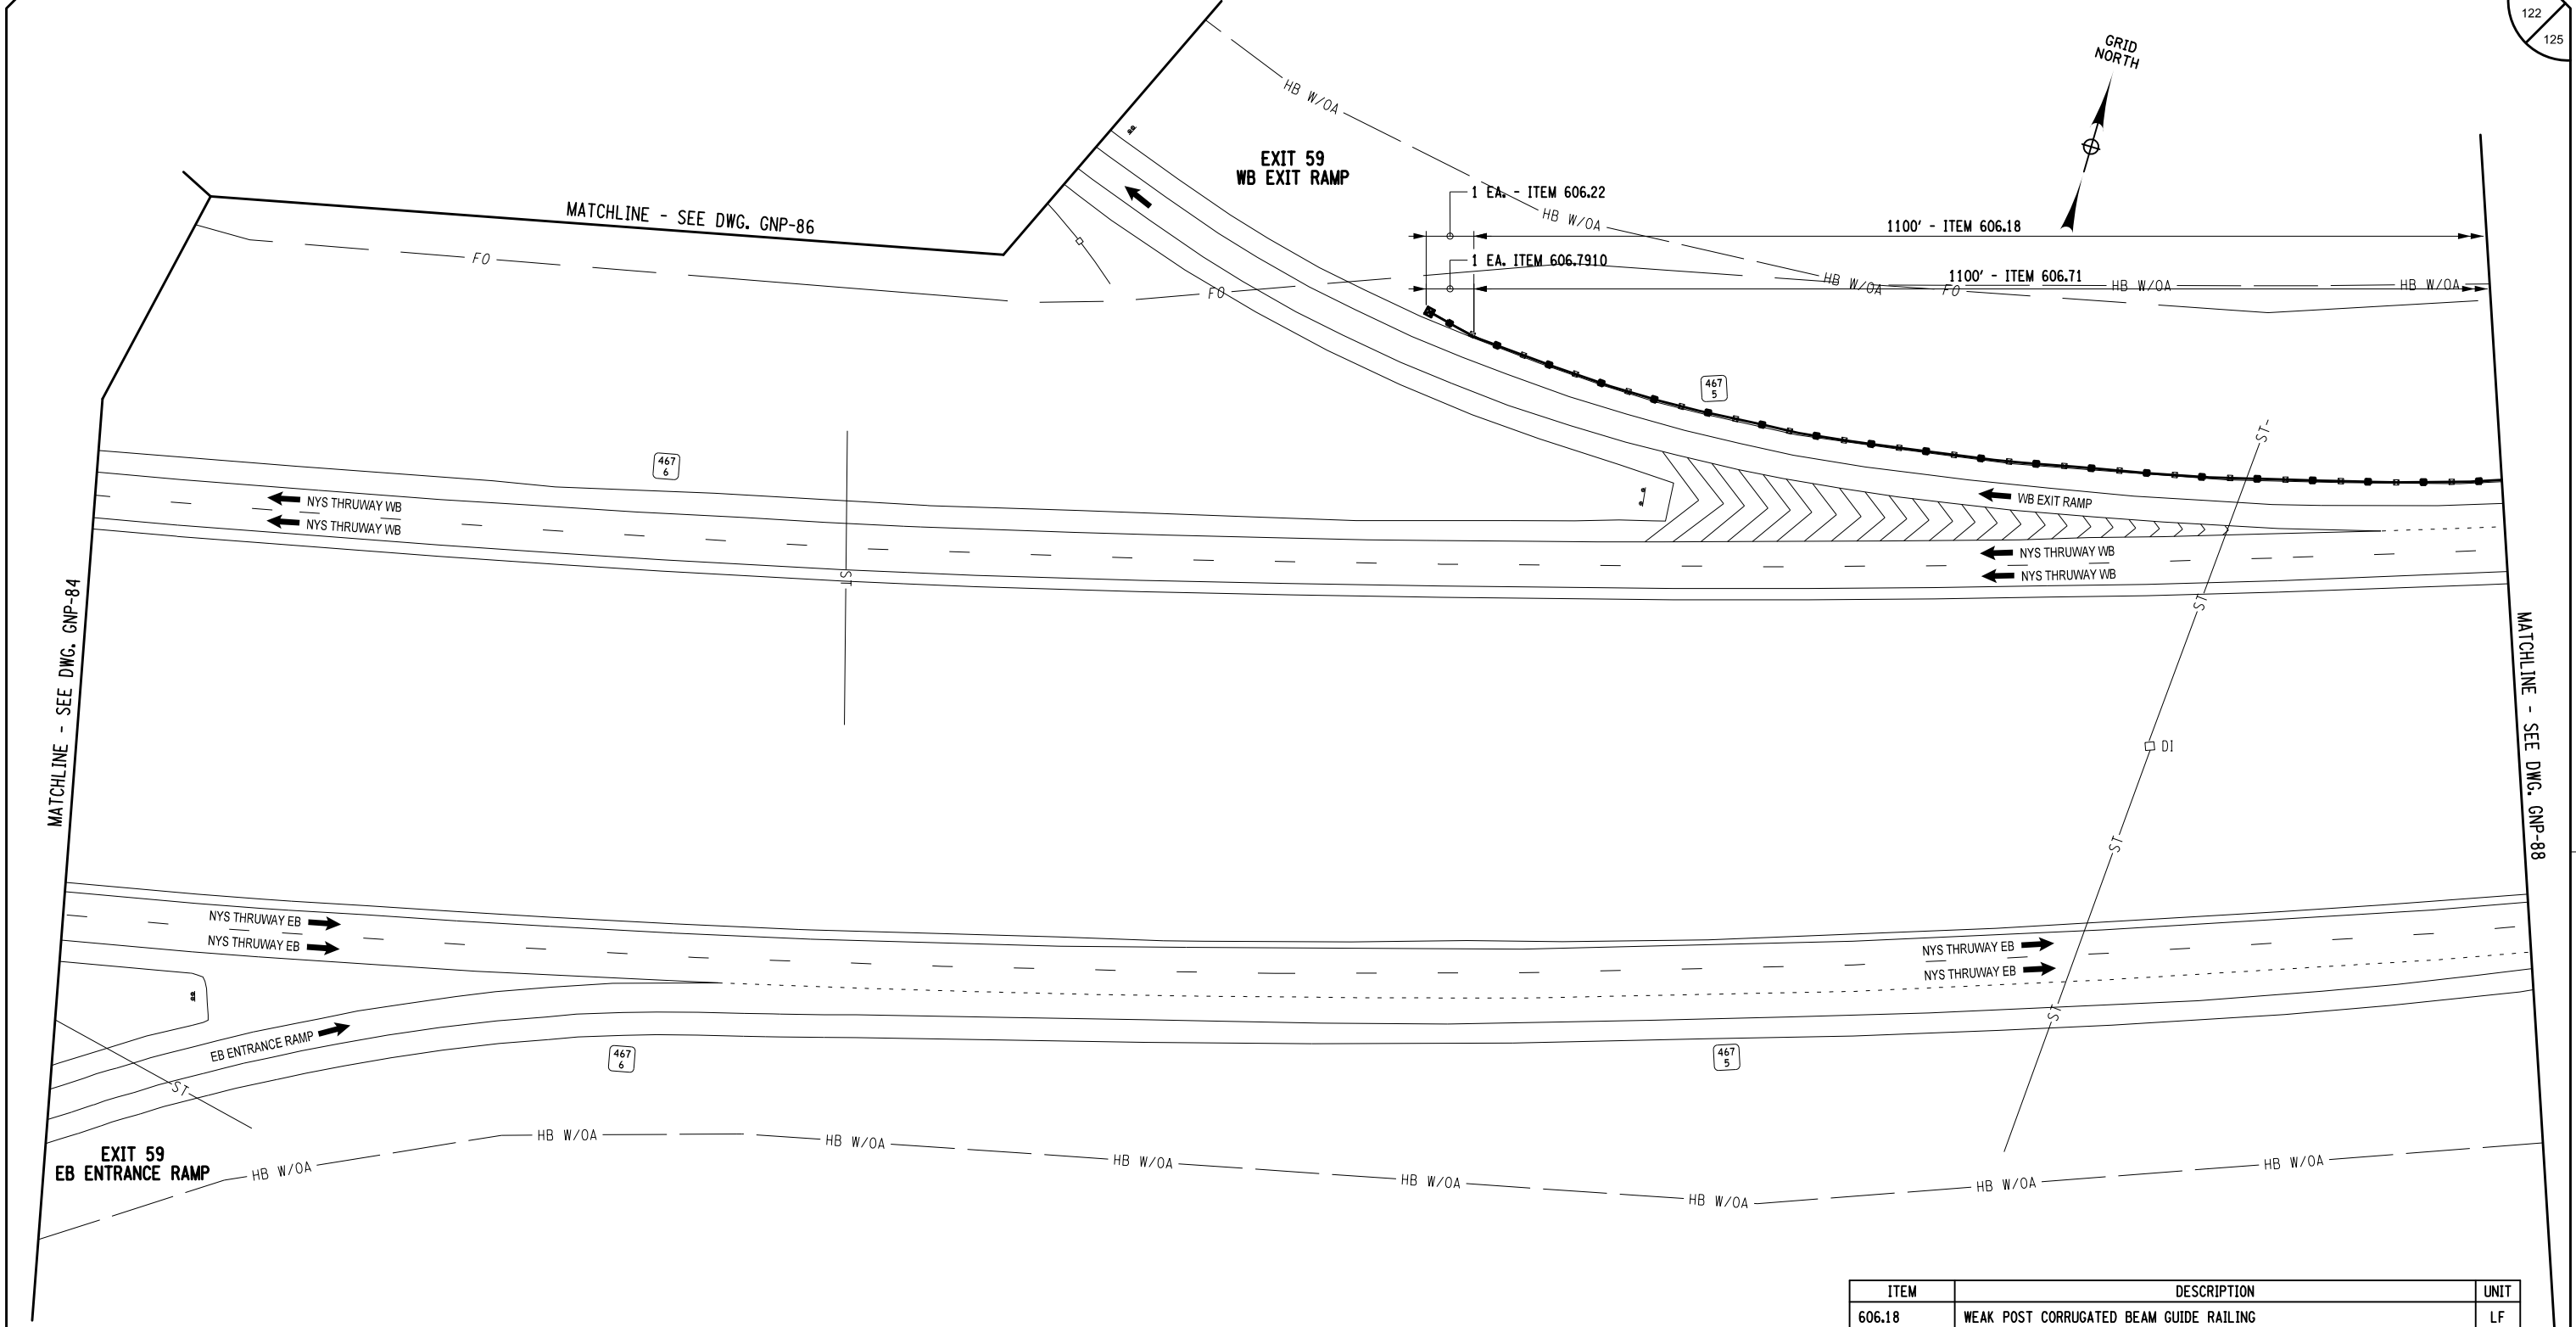 122
125
GRID
NORTH
HB W/OA
EXIT 59
WB EXIT RAMP
1 EA. - ITEM 606.22
MATCHLINE - SEE DWG. GNP-86
HB W/OA
1100' - ITEM 606.18
FO
1 EA. ITEM 606.7910
1100' - ITEM 606.71
FO
HB W/OA
FO
HB W/OA
HB W/OA
467
5
ST
467
6
NYS THRUWAY WB
NYS THRUWAY WB
WB EXIT RAMP
NYS THRUWAY WB
NYS THRUWAY WB
ST
ST
MATCHLINE - SEE DWG. GNP-84
MATCHLINE - SEE DWG. GNP-88
DI
ST
NYS THRUWAY EB
NYS THRUWAY EB
NYS THRUWAY EB
NYS THRUWAY EB
ST
EB ENTRANCE RAMP
467
6
467
5
ST
EXIT 59
EB ENTRANCE RAMP
HB W/OA
HB W/OA
HB W/OA
HB W/OA
HB W/OA
HB W/OA
HB W/OA
HB W/OA
ITEM DESCRIPTION UNIT
606.18 WEAK POST CORRUGATED BEAM GUIDE RAILING LF